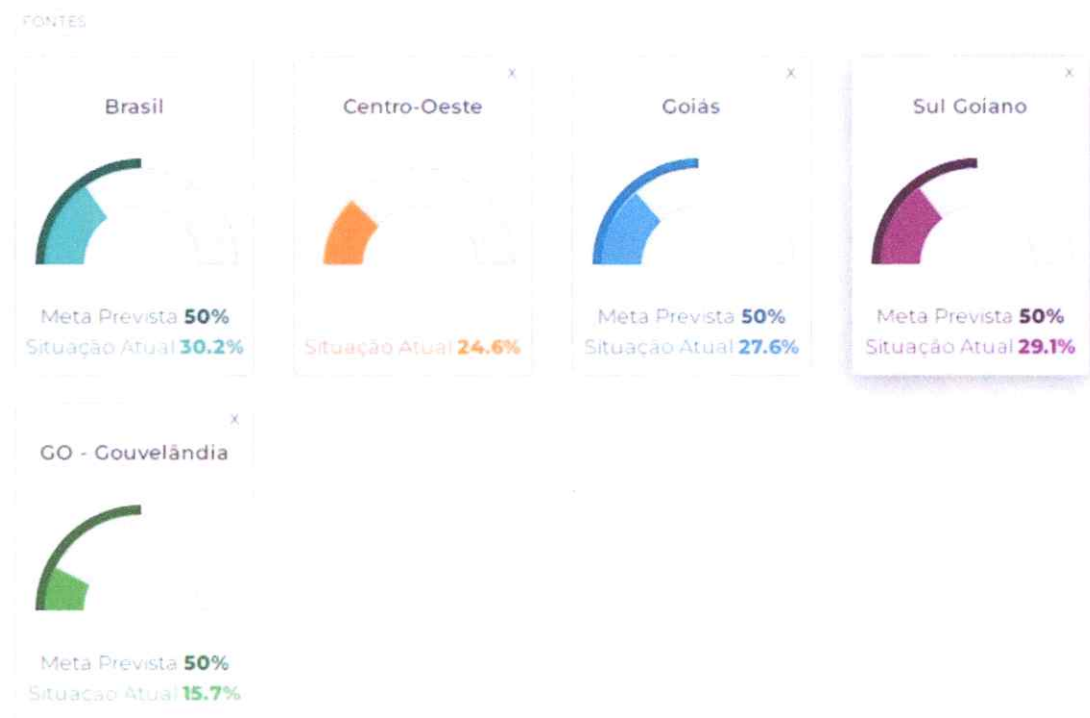 FONTES
x
Brasil
Meta Prevista 50%
Situação Atual 30.2%
x
Centro-Oeste
Situação Atual 24.6%
x
Goiás
Meta Prevista 50%
Situação Atual 27.6%
x
Sul Goiano
Meta Prevista 50%
Situação Atual 29.1%
x
GO - Gouvelândia
Meta Prevista 50%
Situação Atual 15.7%